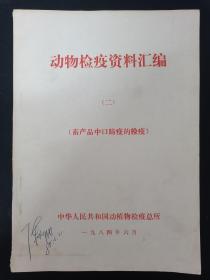 动物检疫资料汇编
（二）
（畜产品中口蹄疫的检疫）
中华人民共和国动植物检疫总所
一九八四年六月